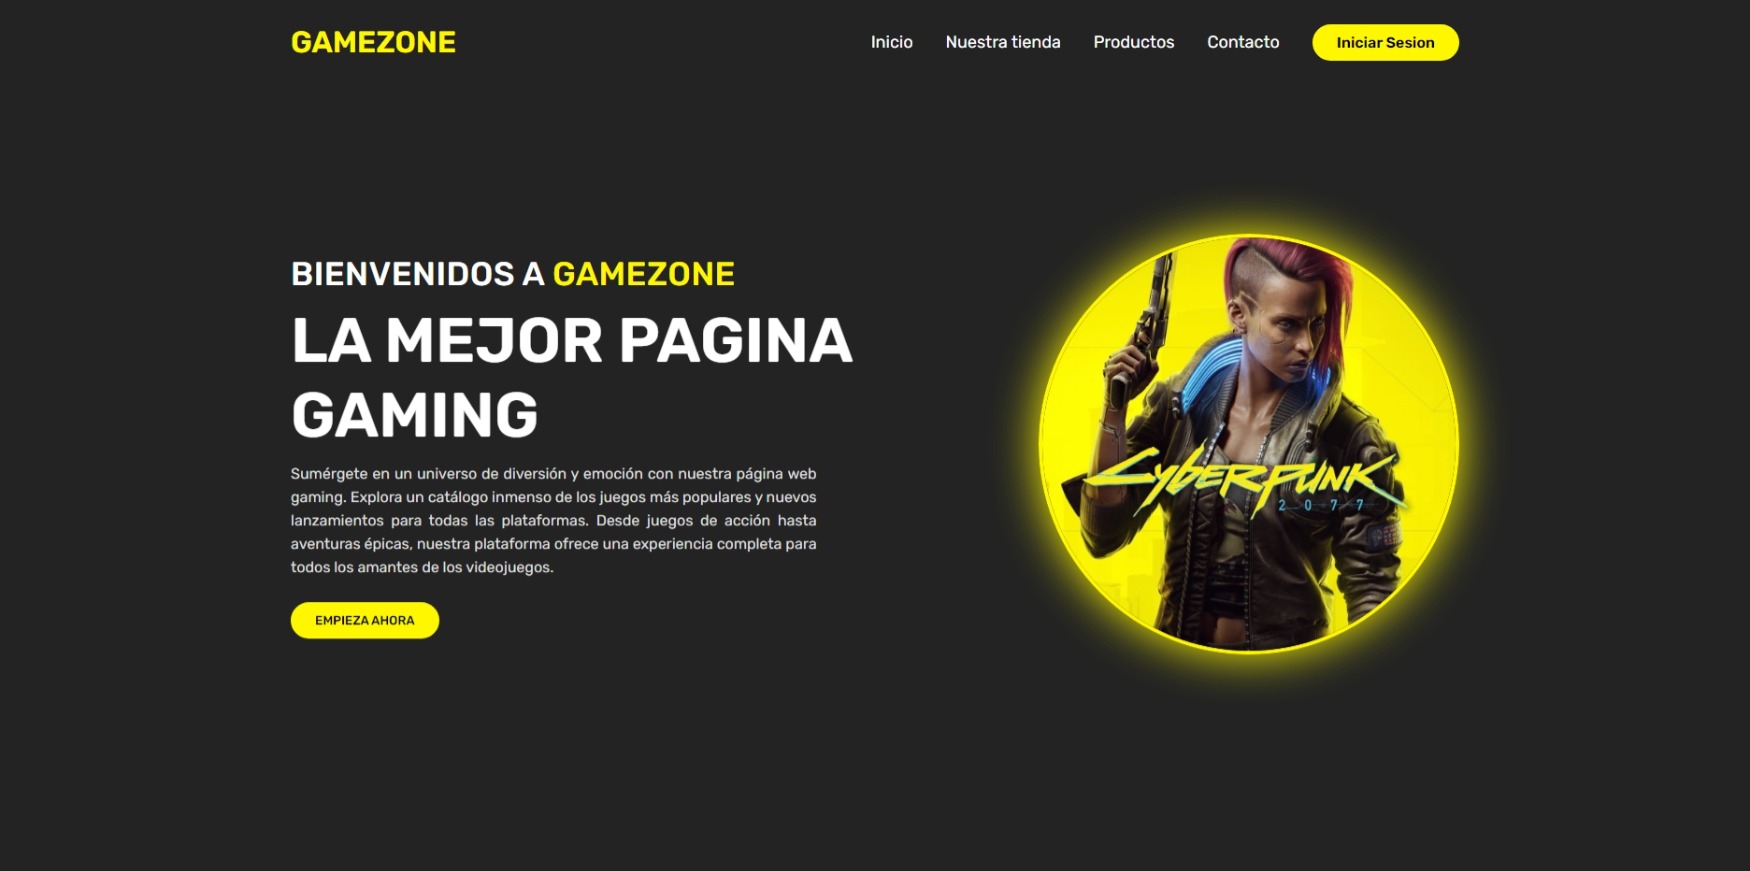 GAMEZONE
Inicio
Nuestra tienda
Productos
Contacto
Iniciar Sesion
BIENVENIDOS A GAMEZONE
LA MEJOR PAGINA
GAMING
Sumérgete en un universo de diversión y emoción con nuestra página web
gaming. Explora un catálogo inmenso de los juegos más populares y nuevos
lanzamientos para todas las plataformas. Desde juegos de acción hasta
aventuras épicas, nuestra plataforma ofrece una experiencia completa para
todos los amantes de los videojuegos.
EMPIEZA AHORA
Cyberpunk
2077